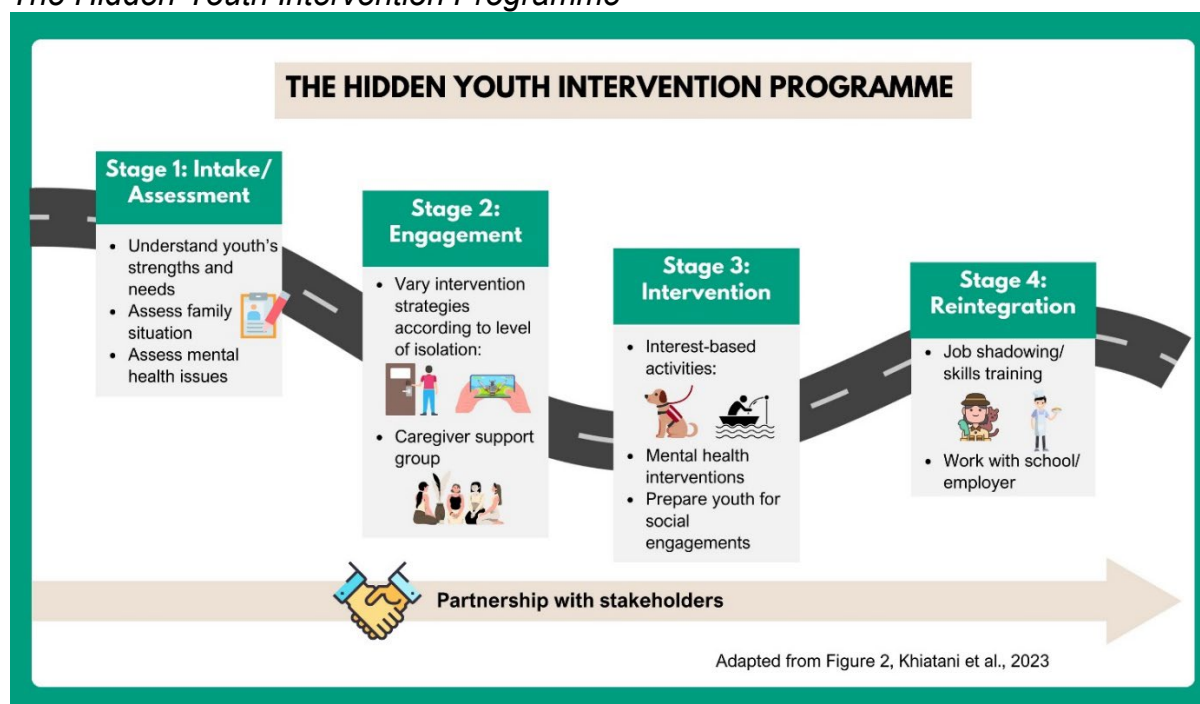 The Hidden Youth Intervention Programme
THE HIDDEN YOUTH INTERVENTION PROGRAMME
Stage 1: Intake/
Assessment
• Understand youth's
strengths and
needs
• Assess family
situation
• Assess mental
health issues
Stage 2:
Engagement
• Vary intervention
strategies
according to level
of isolation:
• Caregiver support
group
Stage 3:
Intervention
• Interest-based
activities:
• Mental health
interventions
• Prepare youth for
social
engagements
Stage 4:
Reintegration
• Job shadowing/
skills training
• Work with school/
employer
Partnership with stakeholders
Adapted from Figure 2, Khiatani et al., 2023